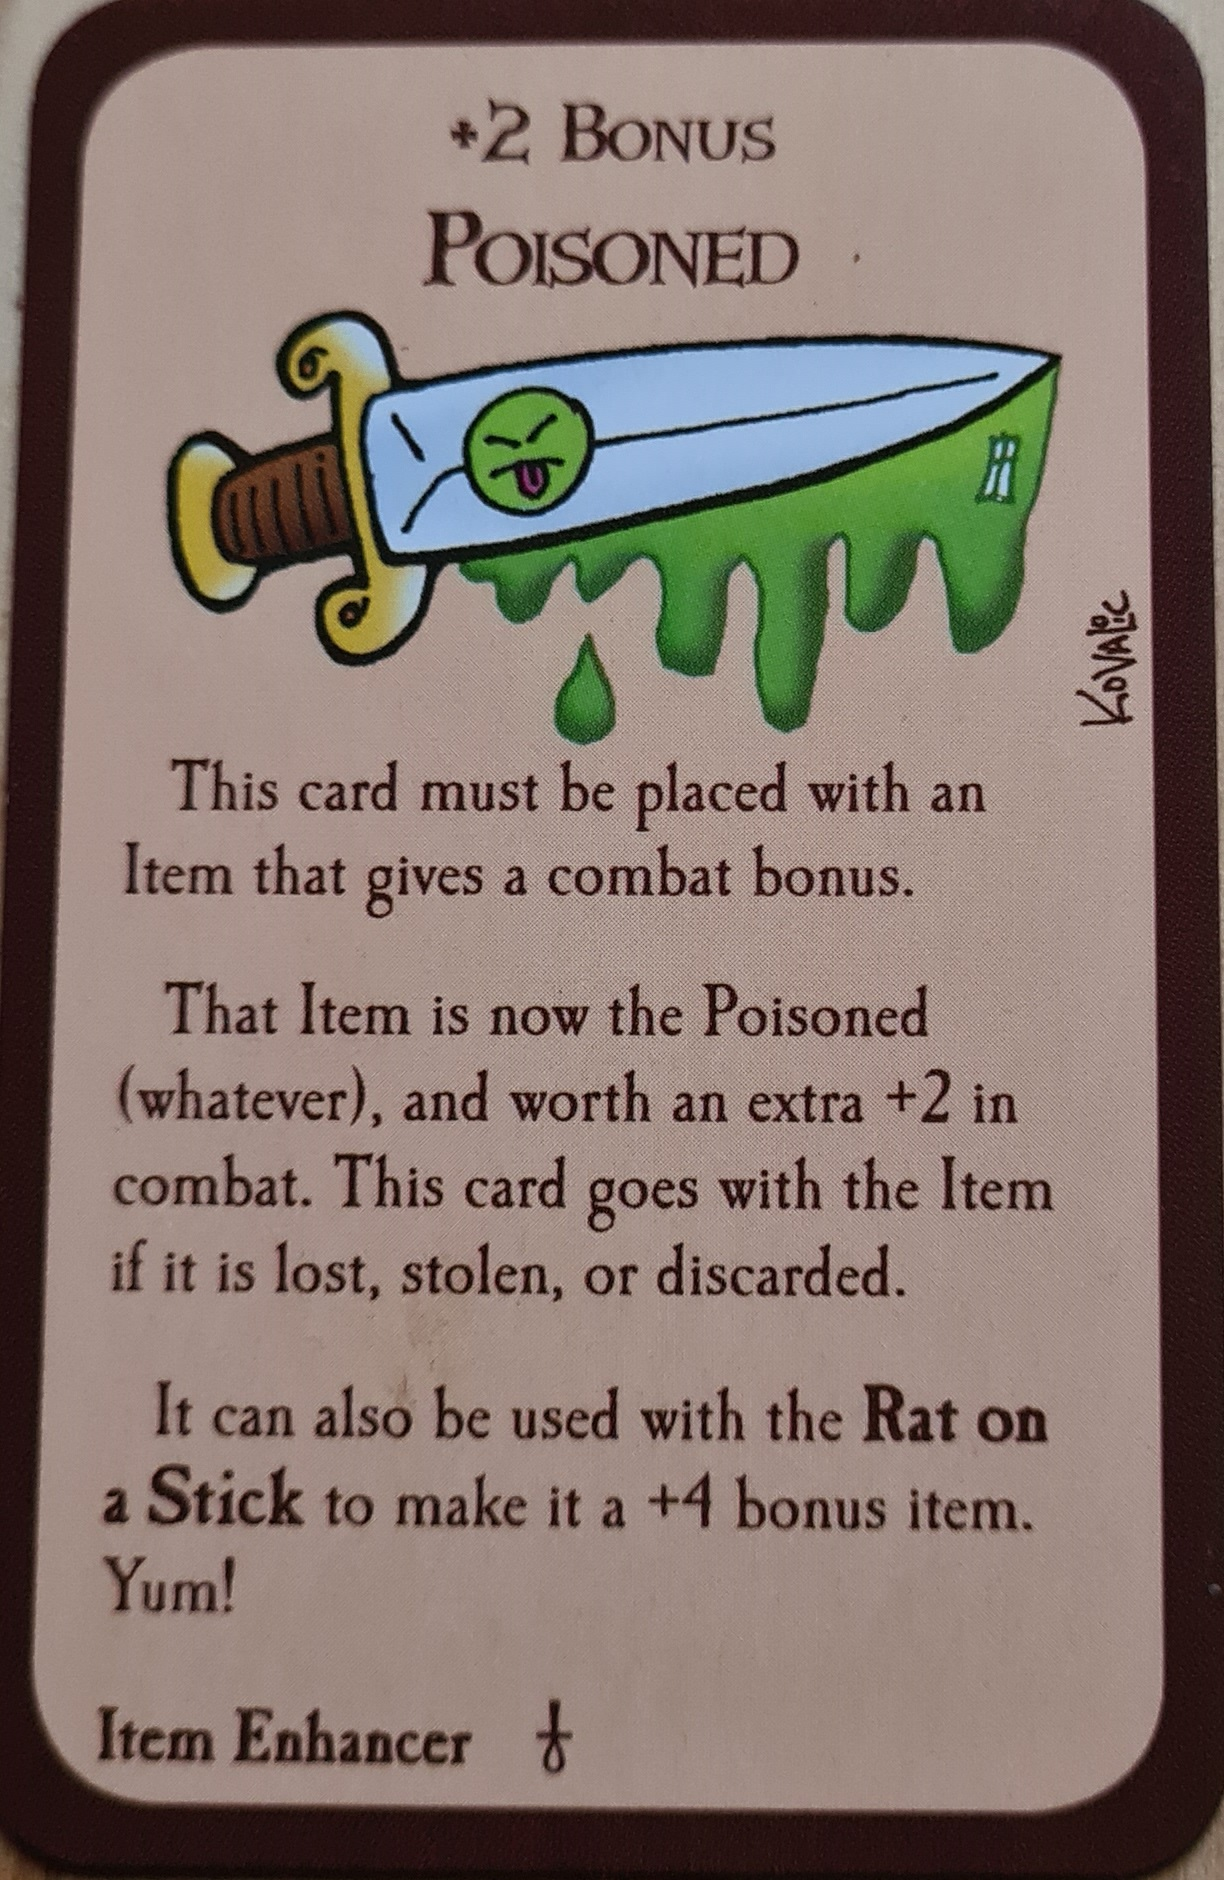 +2 Bonus
Poisoned
Kovalic
This card must be placed with an
Item that gives a combat bonus.
That Item is now the Poisoned
(whatever), and worth an extra +2 in
combat. This card goes with the Item
if it is lost, stolen, or discarded.
It can also be used with the Rat on
a Stick to make it a +4 bonus item.
Yum!
Item Enhancer